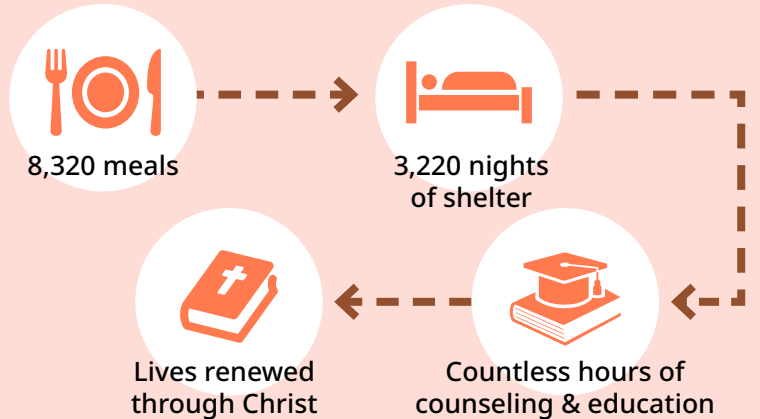 8,320 meals
3,220 nights
of shelter
Countless hours of
counseling & education
Lives renewed
through Christ